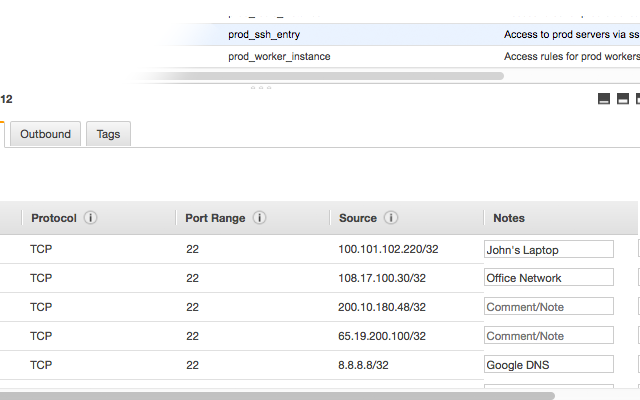 prod_ssh_entry Access to prod servers via ss
prod_worker_instance Access rules for prod workers
12
Outbound Tags
Protocol i Port Range i Source i Notes
TCP 22 100.101.102.220/32 John's Laptop
TCP 22 108.17.100.30/32 Office Network
TCP 22 200.10.180.48/32 Comment/Note
TCP 22 65.19.200.100/32 Comment/Note
TCP 22 8.8.8.8/32 Google DNS